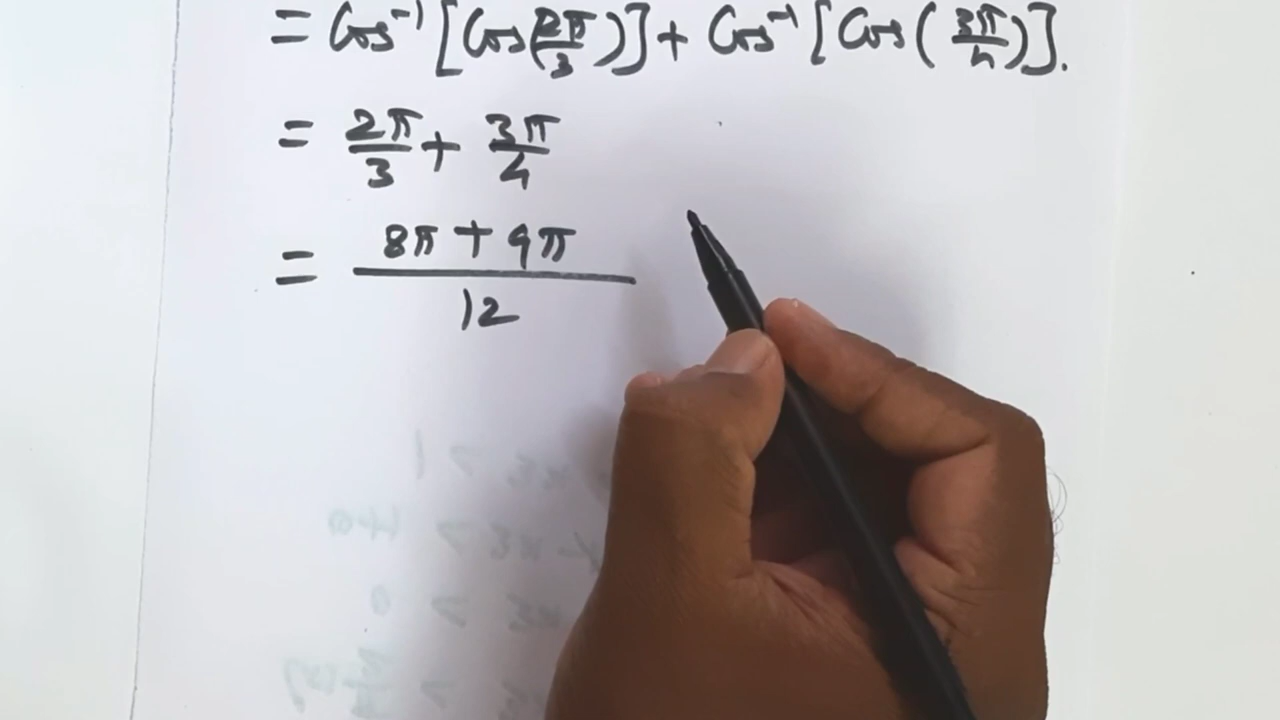 = Cos⁻¹[Cos(2π/3)] + Cos⁻¹[Cos(3π/4)].
= 2π/3 + 3π/4
= 8π + 9π / 12